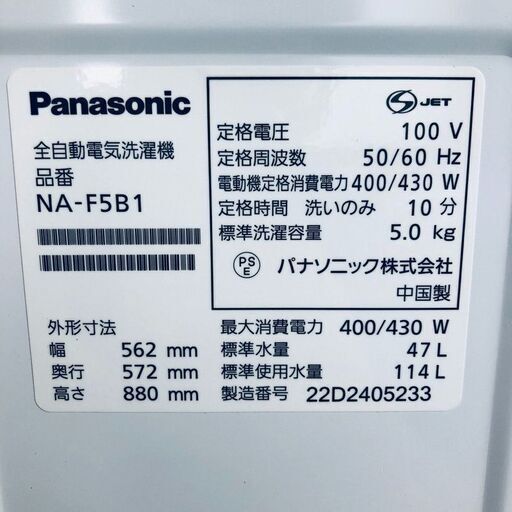 Panasonic
全自動電気洗濯機
品番
NA-F5B1
外形寸法
幅 562 mm
奥行 572 mm
高さ 880 mm
S JET
定格電圧 100 V
定格周波数 50/60 Hz
電動機定格消費電力 400/430 W
定格時間 洗いのみ 10 分
標準洗濯容量 5.0 kg
PS E パナソニック株式会社
中国製
最大消費電力 400/430 W
標準水量 47 L
標準使用水量 114 L
製造番号 22D2405233